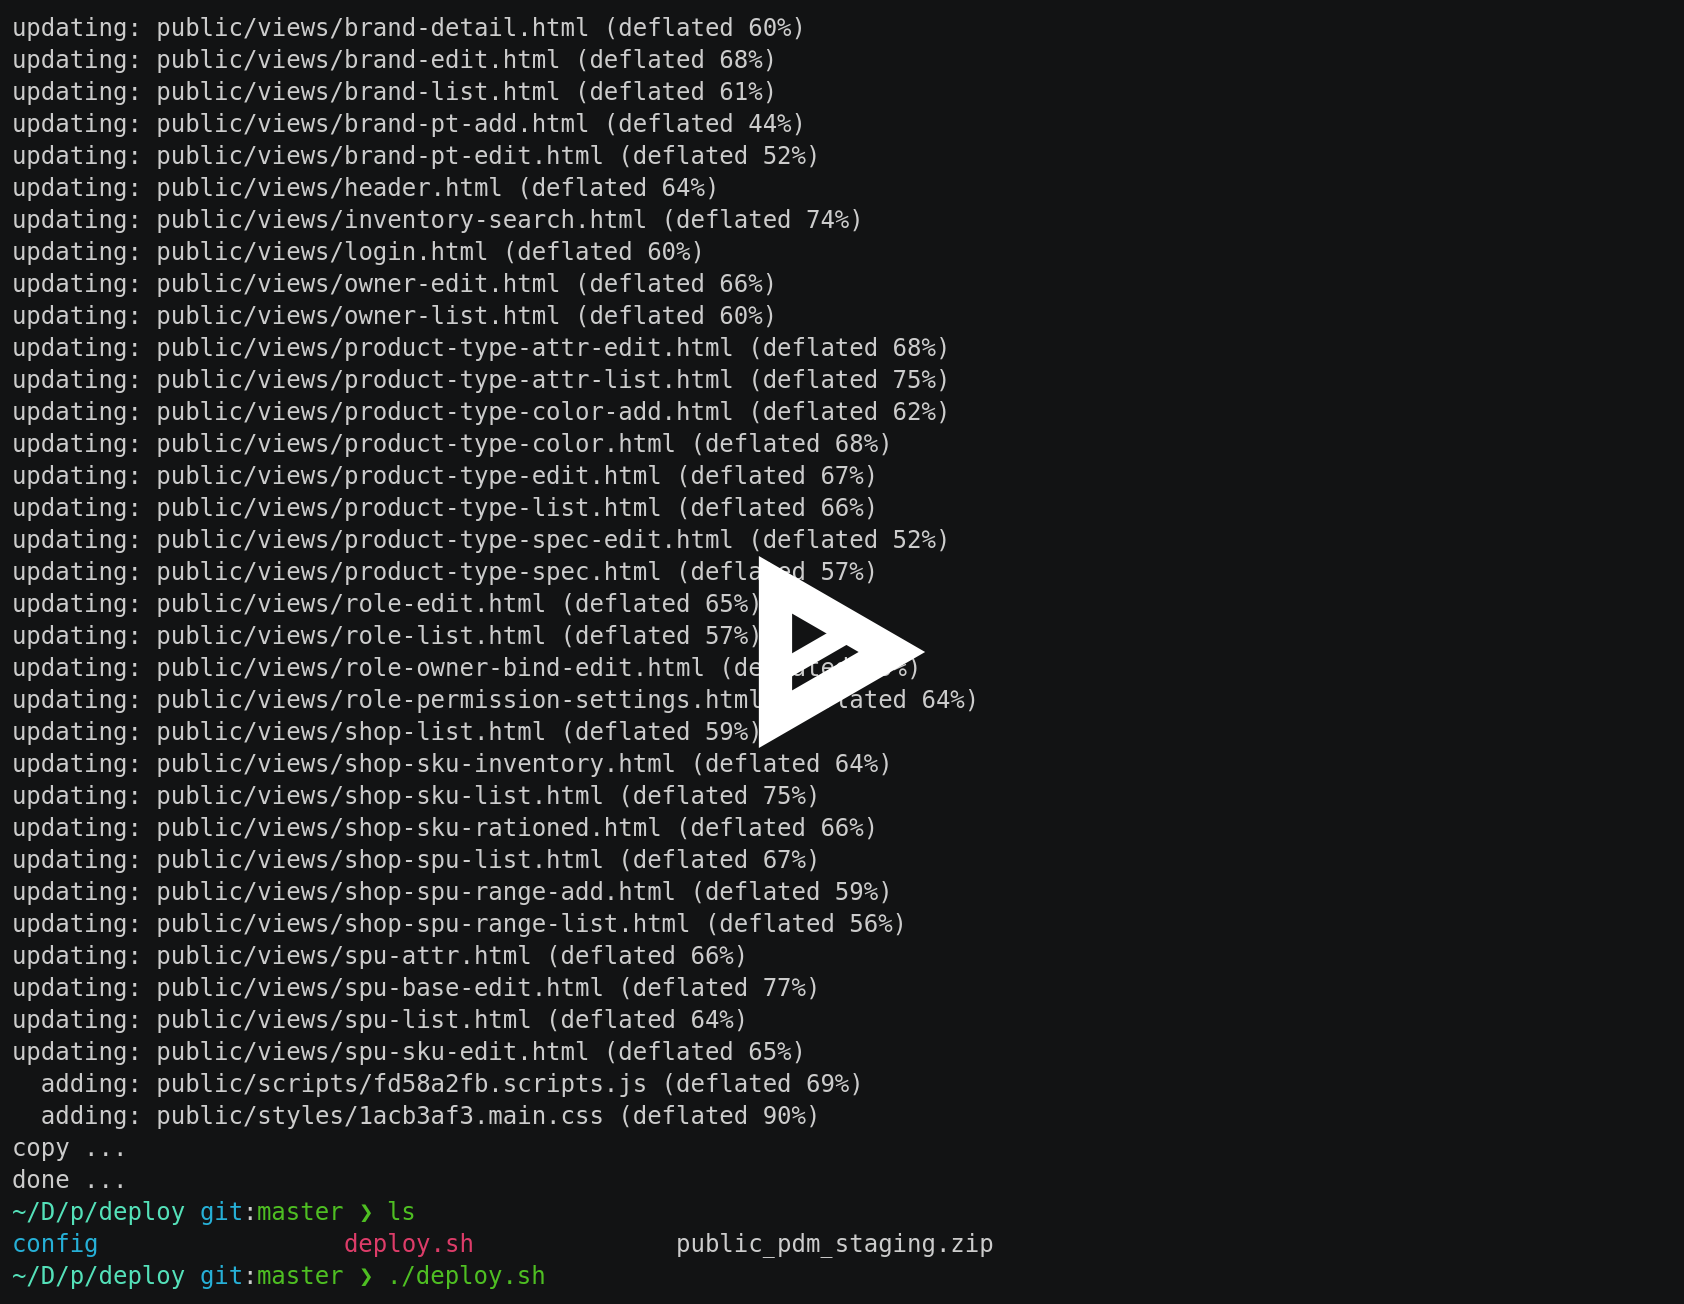 updating: public/views/brand-detail.html (deflated 60%)
updating: public/views/brand-edit.html (deflated 68%)
updating: public/views/brand-list.html (deflated 61%)
updating: public/views/brand-pt-add.html (deflated 44%)
updating: public/views/brand-pt-edit.html (deflated 52%)
updating: public/views/header.html (deflated 64%)
updating: public/views/inventory-search.html (deflated 74%)
updating: public/views/login.html (deflated 60%)
updating: public/views/owner-edit.html (deflated 66%)
updating: public/views/owner-list.html (deflated 60%)
updating: public/views/product-type-attr-edit.html (deflated 68%)
updating: public/views/product-type-attr-list.html (deflated 75%)
updating: public/views/product-type-color-add.html (deflated 62%)
updating: public/views/product-type-color.html (deflated 68%)
updating: public/views/product-type-edit.html (deflated 67%)
updating: public/views/product-type-list.html (deflated 66%)
updating: public/views/product-type-spec-edit.html (deflated 52%)
updating: public/views/product-type-spec.html (deflated 57%)
updating: public/views/role-edit.html (deflated 65%)
updating: public/views/role-list.html (deflated 57%)
updating: public/views/role-owner-bind-edit.html (deflated
updating: public/views/role-permission-settings.html (deflated 64%)
updating: public/views/shop-list.html (deflated 59%)
updating: public/views/shop-sku-inventory.html (deflated 64%)
updating: public/views/shop-sku-list.html (deflated 75%)
updating: public/views/shop-sku-rationed.html (deflated 66%)
updating: public/views/shop-spu-list.html (deflated 67%)
updating: public/views/shop-spu-range-add.html (deflated 59%)
updating: public/views/shop-spu-range-list.html (deflated 56%)
updating: public/views/spu-attr.html (deflated 66%)
updating: public/views/spu-base-edit.html (deflated 77%)
updating: public/views/spu-list.html (deflated 64%)
updating: public/views/spu-sku-edit.html (deflated 65%)
  adding: public/scripts/fd58a2fb.scripts.js (deflated 69%)
  adding: public/styles/1acb3af3.main.css (deflated 90%)
copy ...
done ...
~/D/p/deploy git:master ❯ ls
config                 deploy.sh              public_pdm_staging.zip
~/D/p/deploy git:master ❯ ./deploy.sh